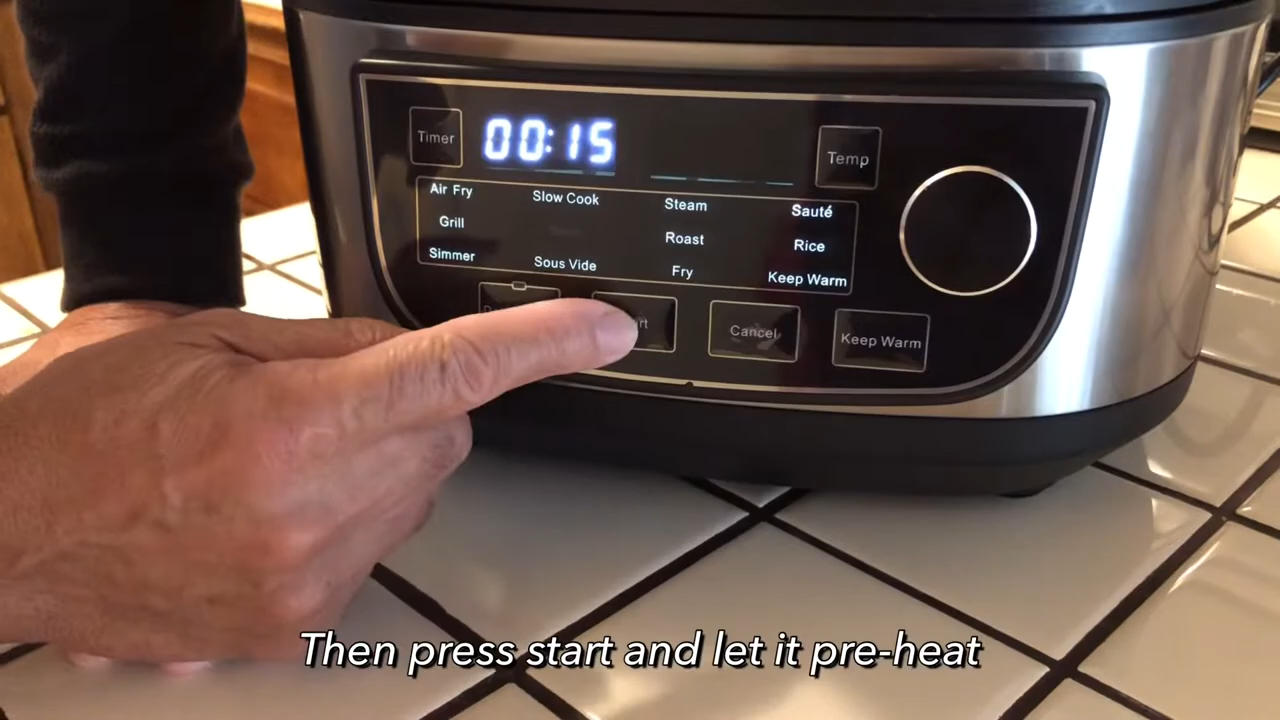 Timer
00:15
Temp
Air Fry
Slow Cook
Steam
Sauté
Grill
Roast
Rice
Simmer
Sous Vide
Fry
Keep Warm
Cancel
Keep Warm
Then press start and let it pre-heat